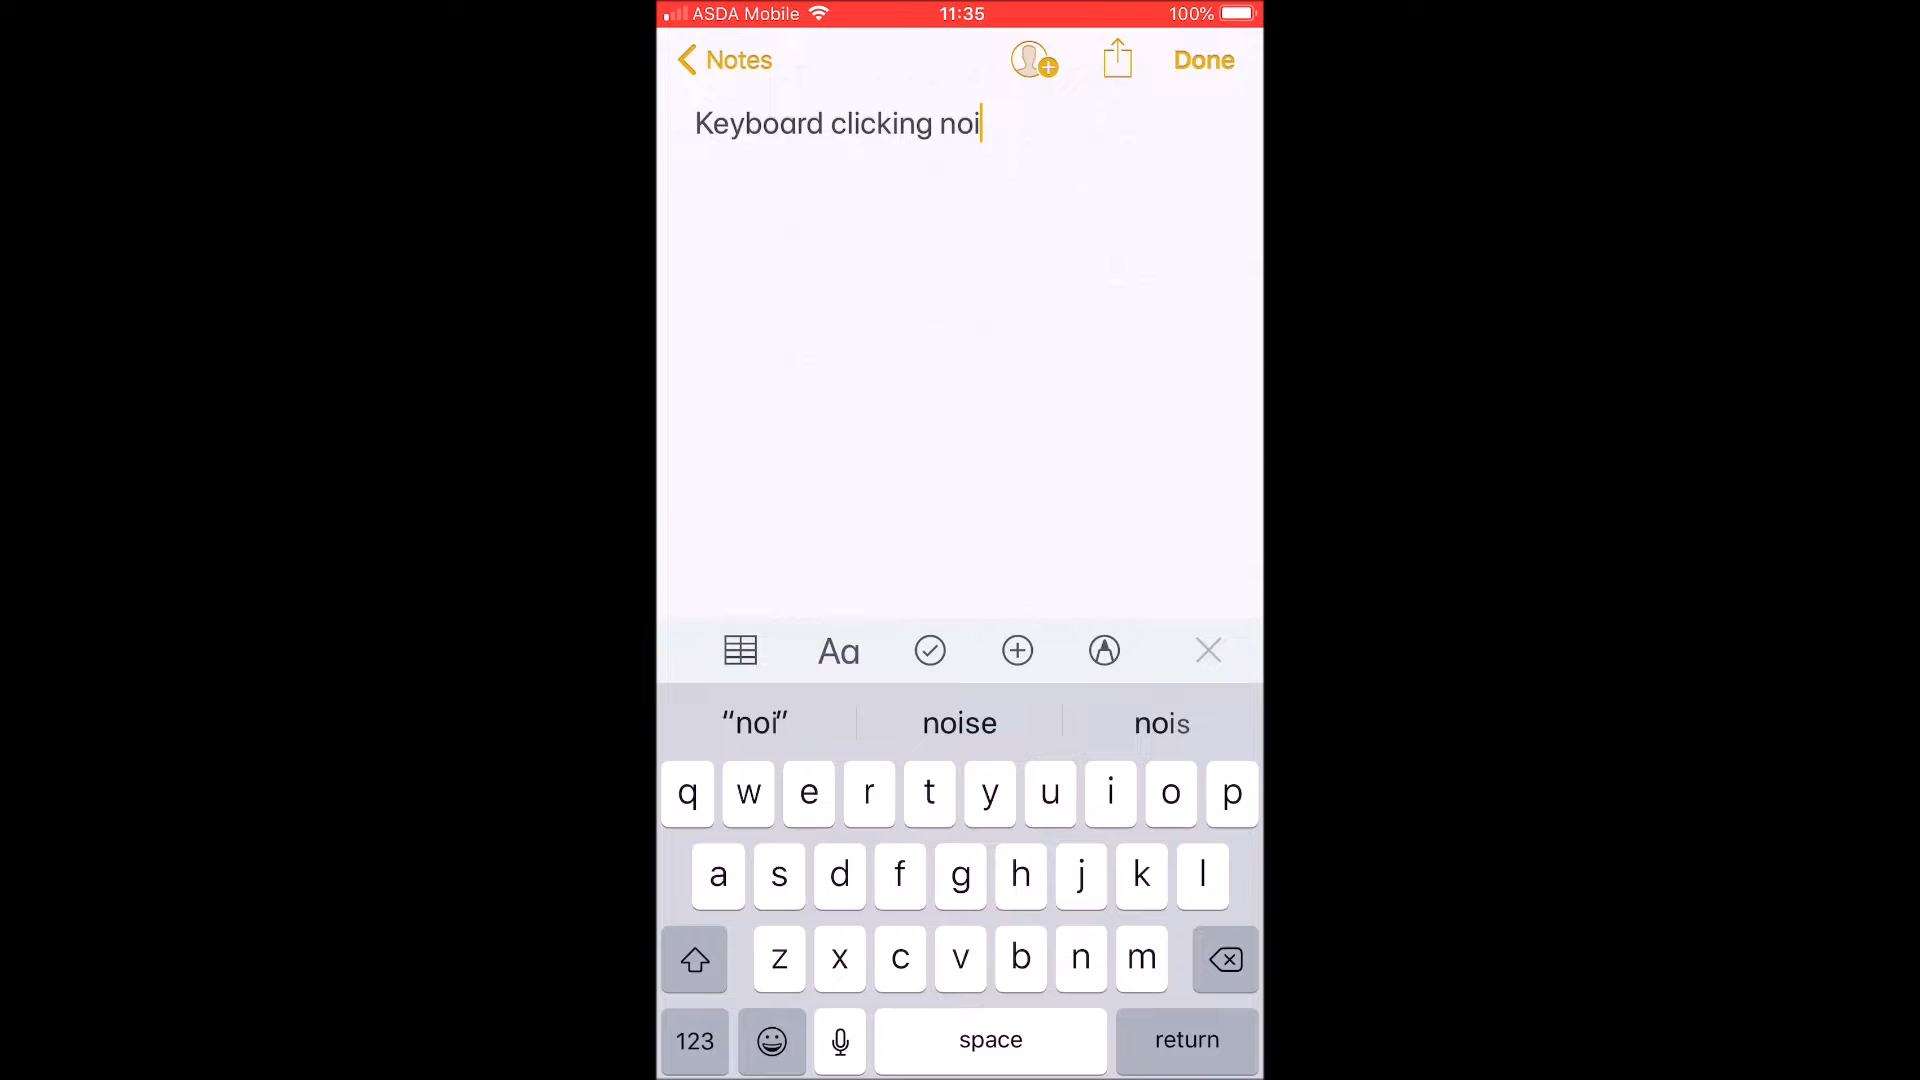 ASDA Mobile 11:35 100%
Notes Done
Keyboard clicking noi
Aa
“noi” noise nois
q w e r t y u i o p
a s d f g h j k l
z x c v b n m
123 space return